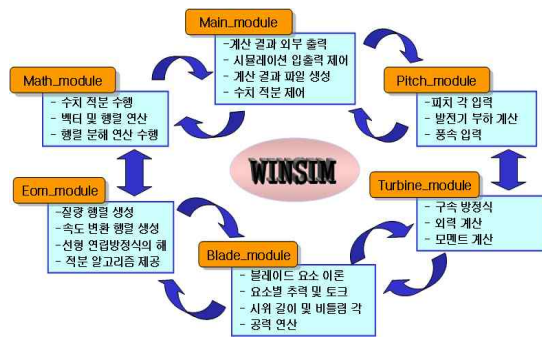 Main_module
-계산 결과 외부 출력
- 시뮬레이션 입출력 제어
- 계산 결과 파일 생성
- 수치 적분 제어
Math_module
- 수치 적분 수행
- 벡터 및 행렬 연산
- 행렬 분해 연산 수행
Pitch_module
-피치 각 입력
- 발전기 부하 계산
- 풍속 입력
WINSIM
Eorn_module
-질량 행렬 생성
-속도 변환 행렬 생성
-선형 연립방정식의 해
- 적분 알고리즘 제공
Turbine_module
- 구속 방정식
- 외력 계산
- 모멘트 계산
Blade_module
- 블레이드 요소 이론
- 요소별 추력 및 토크
- 시위 길이 및 비틀림 각
- 공력 연산